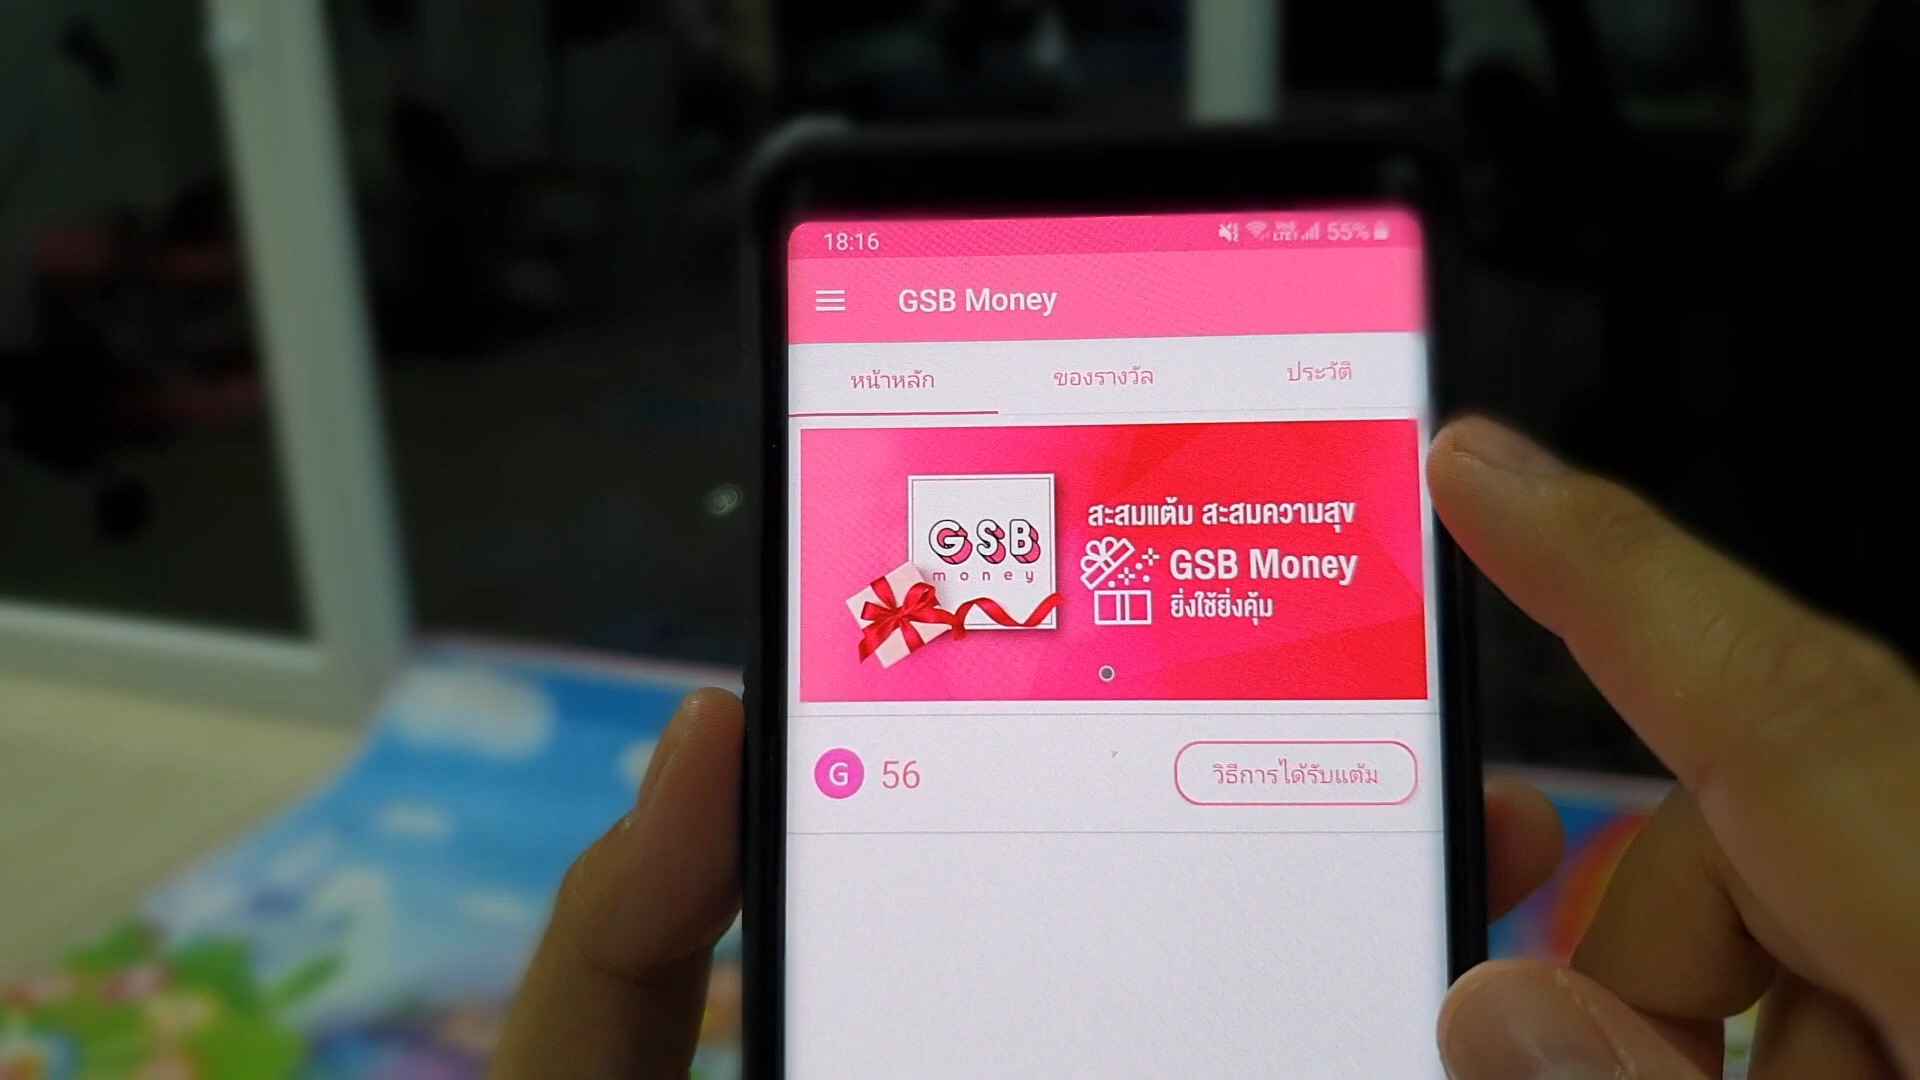 18:16
VoD LTE1 55%
GSB Money
หน้าหลัก ของรางวัล ประวัติ
GSB
money
สะสมแต้ม สะสมความสุข
GSB Money
ยิ่งใช้ยิ่งคุ้ม
G 56 วิธีการได้รับแต้ม